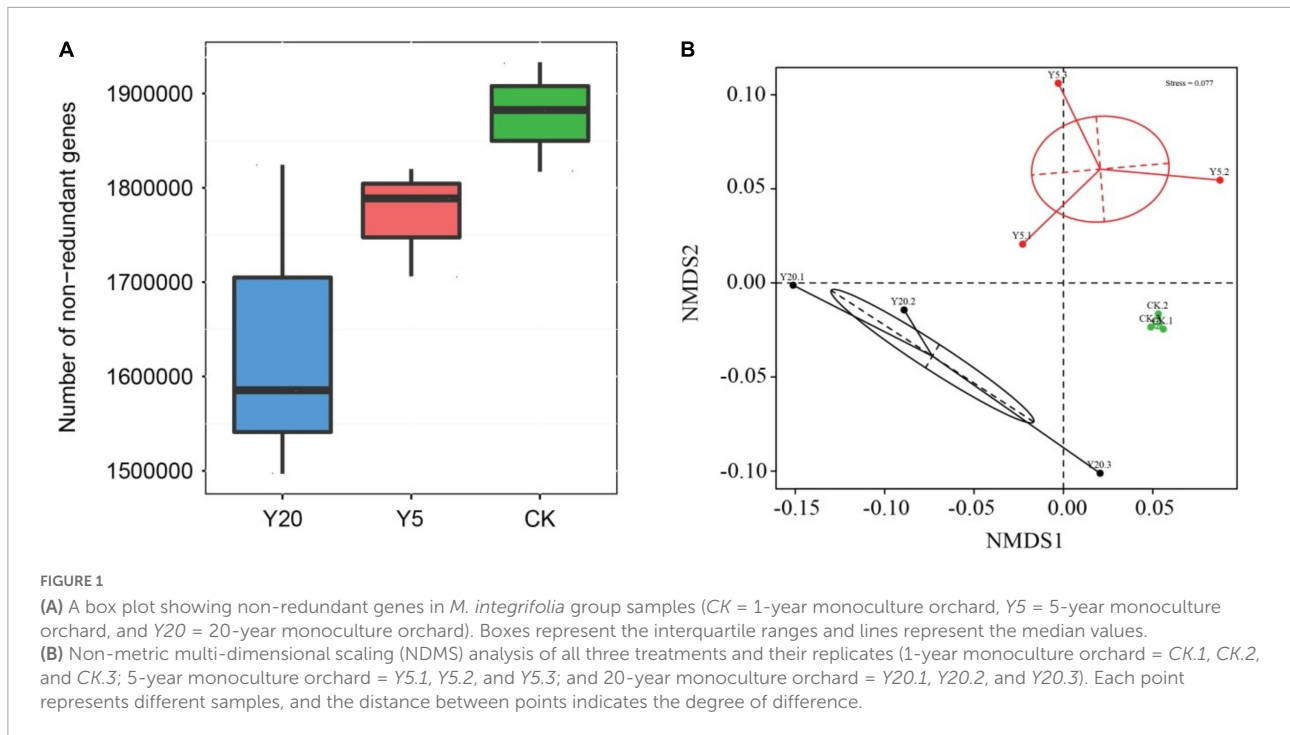 A
Number of non-redundant genes
1900000
1800000
1700000
1600000
1500000
Y20 Y5 CK
B
Stress = 0.077
NMDS2
0.10
0.05
0.00
-0.05
-0.10
Y5.3
Y5.2
Y5.1
Y20.1
Y20.2
CK.2
CK.1
Y20.3
-0.15 -0.10 -0.05 0.00 0.05
NMDS1
FIGURE 1
(A) A box plot showing non-redundant genes in M. integrifolia group samples (CK = 1-year monoculture orchard, Y5 = 5-year monoculture
orchard, and Y20 = 20-year monoculture orchard). Boxes represent the interquartile ranges and lines represent the median values.
(B) Non-metric multi-dimensional scaling (NDMS) analysis of all three treatments and their replicates (1-year monoculture orchard = CK.1, CK.2,
and CK.3; 5-year monoculture orchard = Y5.1, Y5.2, and Y5.3; and 20-year monoculture orchard = Y20.1, Y20.2, and Y20.3). Each point
represents different samples, and the distance between points indicates the degree of difference.